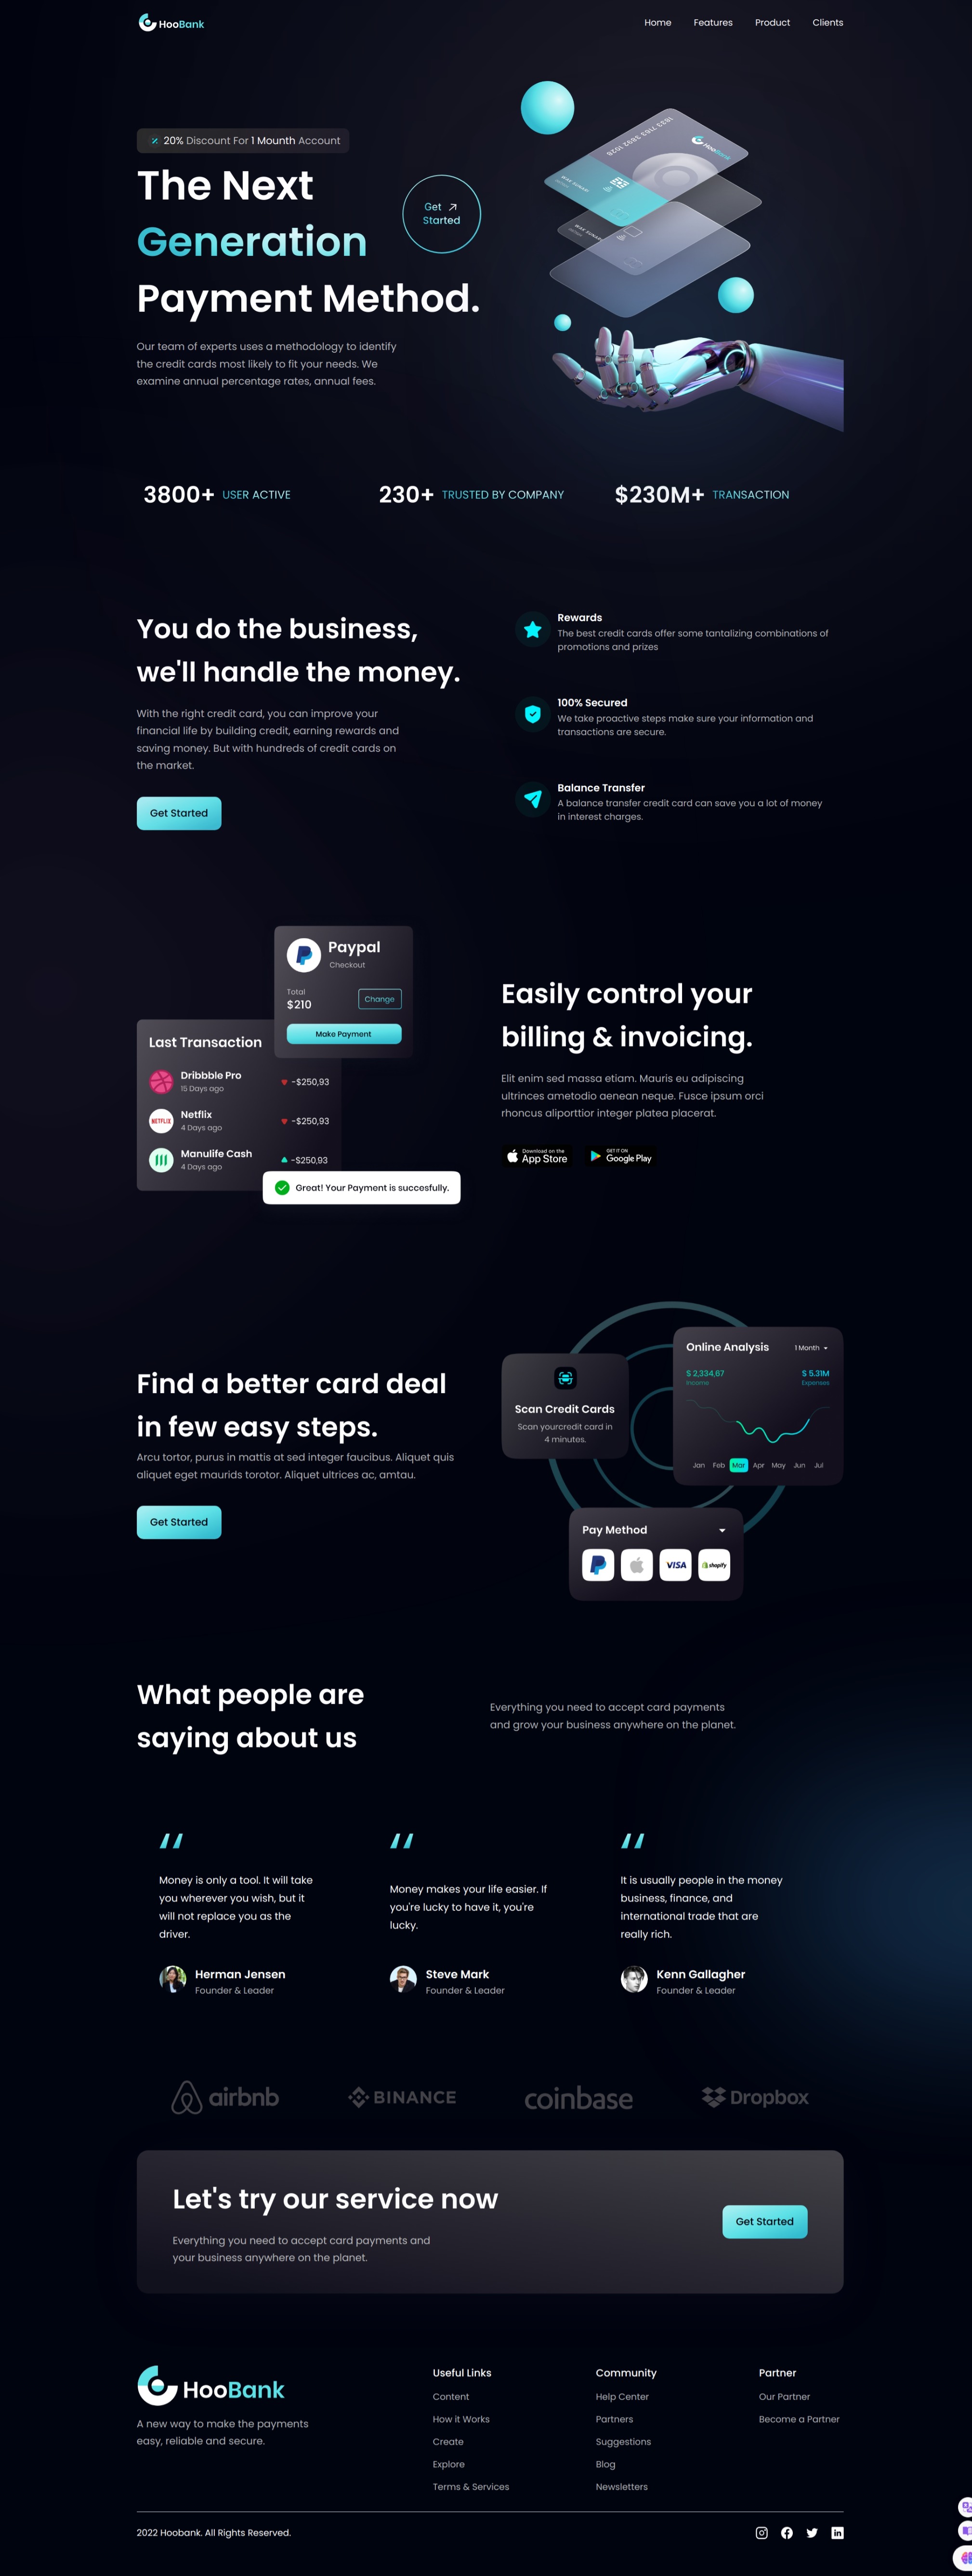 HooBank
Home Features Product Clients
20% Discount For 1 Mounth Account
The Next
Generation
Payment Method.
Get
Started
Our team of experts uses a methodology to identify
the credit cards most likely to fit your needs. We
examine annual percentage rates, annual fees.
HooBank
3800+ USER ACTIVE
230+ TRUSTED BY COMPANY
$230M+ TRANSACTION
You do the business,
we'll handle the money.
With the right credit card, you can improve your
financial life by building credit, earning rewards and
saving money. But with hundreds of credit cards on
the market.
Get Started
Rewards
The best credit cards offer some tantalizing combinations of
promotions and prizes
100% Secured
We take proactive steps make sure your information and
transactions are secure.
Balance Transfer
A balance transfer credit card can save you a lot of money
in interest charges.
Paypal
Checkout
Total
$210
Change
Make Payment
Last Transaction
Dribbble Pro
15 Days ago
-$250,93
NETFLIX
Netflix
4 Days ago
-$250,93
Manulife Cash
4 Days ago
-$250,93
Great! Your Payment is succesfully.
Easily control your
billing & invoicing.
Elit enim sed massa etiam. Mauris eu adipiscing
ultrinces ametodio aenean neque. Fusce ipsum orci
rhoncus aliporttior integer platea placerat.
Download on the
App Store
GET IT ON
Google Play
Find a better card deal
in few easy steps.
Arcu tortor, purus in mattis at sed integer faucibus. Aliquet quis
aliquet eget maurids torotor. Aliquet ultrices ac, amtau.
Get Started
Scan Credit Cards
Scan yourcredit card in
4 minutes.
Online Analysis
1 Month
$ 2,334,67
Income
$ 5.31M
Expenses
Jan Feb Mar Apr May Jun Jul
Pay Method
VISA
shopify
What people are
saying about us
Everything you need to accept card payments
and grow your business anywhere on the planet.
Money is only a tool. It will take
you wherever you wish, but it
will not replace you as the
driver.
Herman Jensen
Founder & Leader
Money makes your life easier. If
you're lucky to have it, you're
lucky.
Steve Mark
Founder & Leader
It is usually people in the money
business, finance, and
international trade that are
really rich.
Kenn Gallagher
Founder & Leader
airbnb
BINANCE
coinbase
Dropbox
Let's try our service now
Everything you need to accept card payments and
your business anywhere on the planet.
Get Started
HooBank
A new way to make the payments
easy, reliable and secure.
Useful Links
Content
How it Works
Create
Explore
Terms & Services
Community
Help Center
Partners
Suggestions
Blog
Newsletters
Partner
Our Partner
Become a Partner
2022 Hoobank. All Rights Reserved.